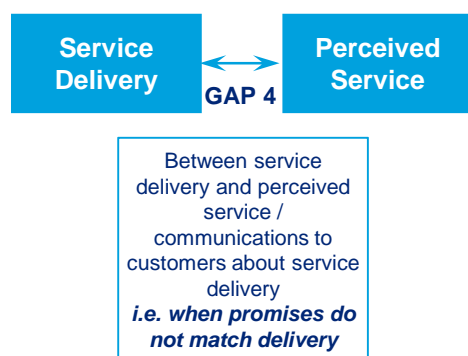 Service
Delivery
Perceived
Service
GAP 4
Between service
delivery and perceived
service /
communications to
customers about service
delivery
i.e. when promises do
not match delivery